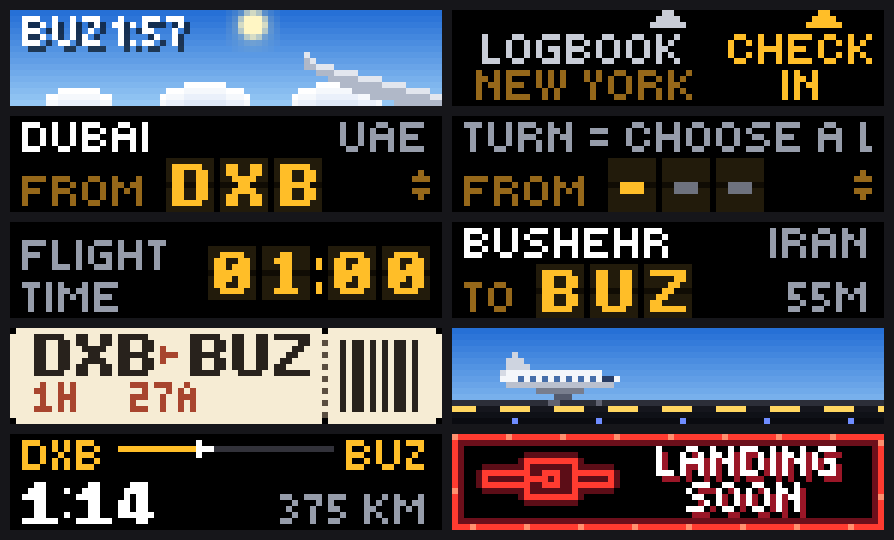 BUZ 1:57
LOGBOOK
NEW YORK
CHECK
IN
DUBAI UAE
FROM DXB
TURN = CHOOSE A L
FROM - - -
FLIGHT
TIME
01:00
BUSHEHR IRAN
TO BUZ 55M
DXB BUZ
1H 27A
DXB BUZ
1:14 375 KM
LANDING
SOON